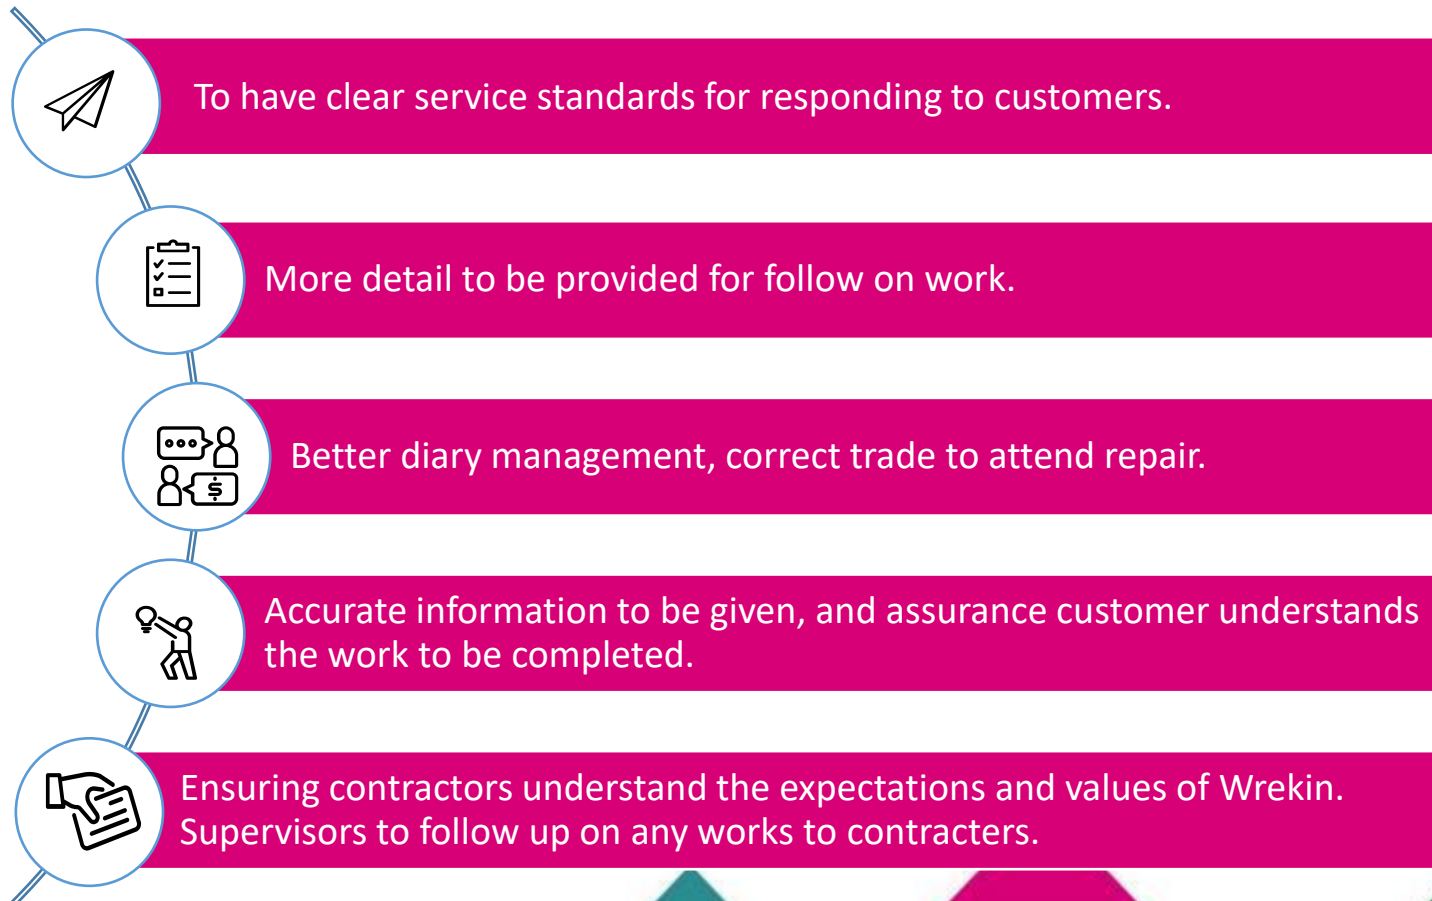 To have clear service standards for responding to customers.
More detail to be provided for follow on work.
Better diary management, correct trade to attend repair.
Accurate information to be given, and assurance customer understands
the work to be completed.
Ensuring contractors understand the expectations and values of Wrekin.
Supervisors to follow up on any works to contracters.